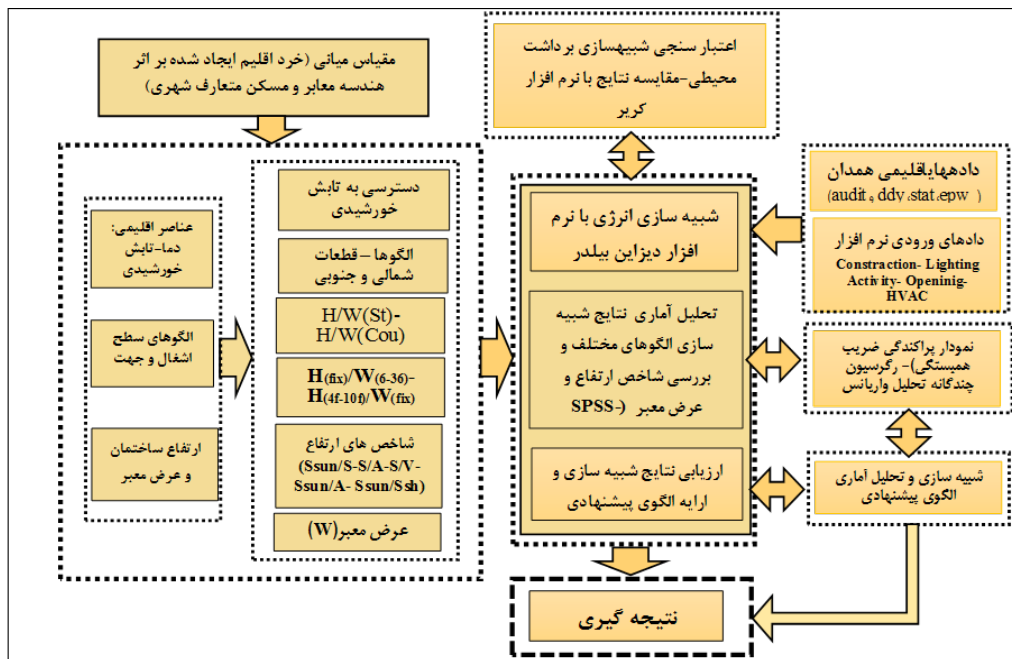 مقیاس میانی (خرد اقلیم ایجاد شده بر اثر
هندسه معابر و مسکن متعارف شهری)
عناصر اقلیمی:
دما-تابش
خورشیدی
الگوهای سطح
اشغال و جهت
ارتفاع ساختمان
و عرض معبر
دسترسی به تابش
خورشیدی
الگوها –قطعات
شمالی و جنوبی
H/W(St)-
H/W(Cou)
H(fix)/W(6-36)-
H(4f-10f)/W(fix)
شاخص های ارتفاع
(Ssun/S-S/A-S/V-
Ssun/A- Ssun/Ssh)
عرض معبر(W)
اعتبار سنجی شبیهسازی برداشت
محیطی-مقایسه نتایج با نرم افزار
کریر
شبیه سازی انرژی با نرم
افزار دیزاین بیلدر
تحلیل آماری نتایج شبیه
سازی الگوهای مختلف و
بررسی شاخص ارتفاع و
عرض معبر (-SPSS
ارزیابی نتایج شبیه سازی و
ارایه الگوی پیشنهادی
نتیجه گیری
دادههایاقلیمی همدان
(audit و ddy،stat،epw )
دادهای ورودی نرم افزار
Constraction- Lighting
Activity- Openinig-
HVAC
نمودار پراکندگی ضریب
همبستگی)- رگرسیون
چندگانه تحلیل واریانس
شبیه سازی و تحلیل آماری
الگوی پیشنهادی